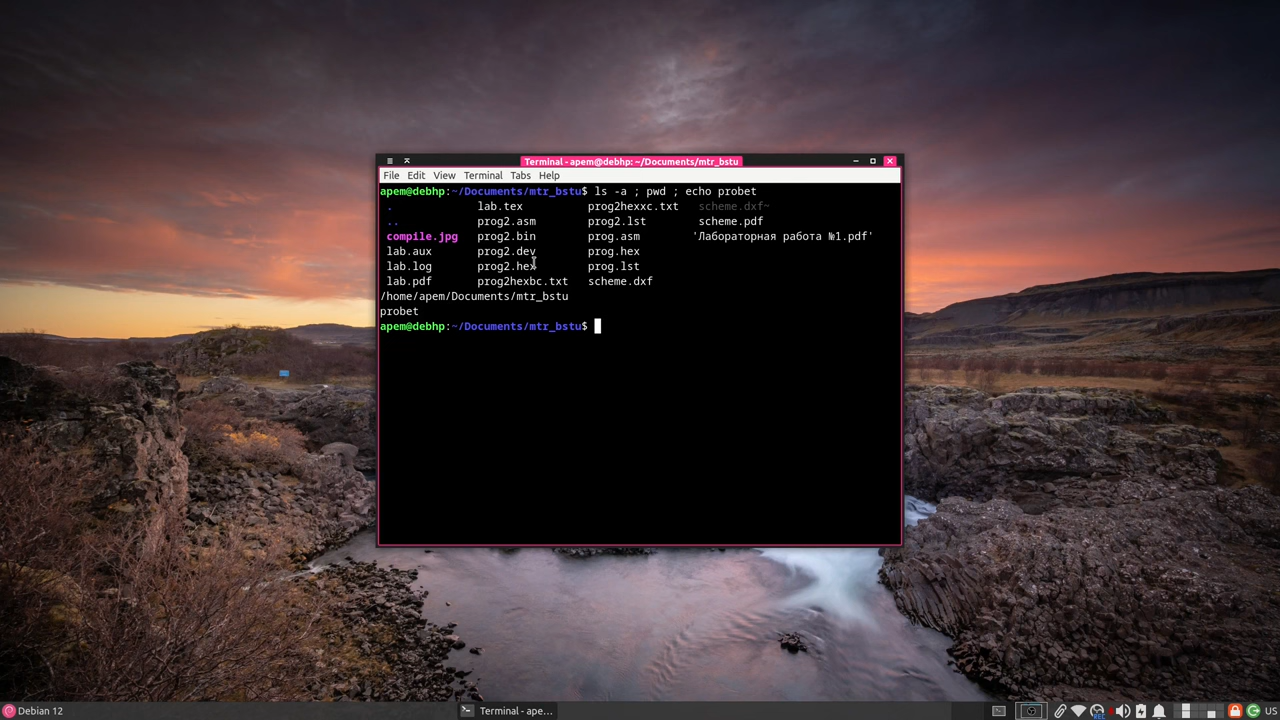 Terminal - apem@debhp: ~/Documents/mtr_bstu
File Edit View Terminal Tabs Help
apem@debhp:~/Documents/mtr_bstu$ ls -a ; pwd ; echo probet
. lab.tex prog2hexxc.txt scheme.dxf~
.. prog2.asm prog2.lst scheme.pdf
compile.jpg prog2.bin prog.asm 'Лабораторная работа №1.pdf'
lab.aux prog2.dev prog.hex
lab.log prog2.hex prog.lst
lab.pdf prog2hexbc.txt scheme.dxf
/home/apem/Documents/mtr_bstu
probet
apem@debhp:~/Documents/mtr_bstu$
Debian 12 Terminal - ape... US